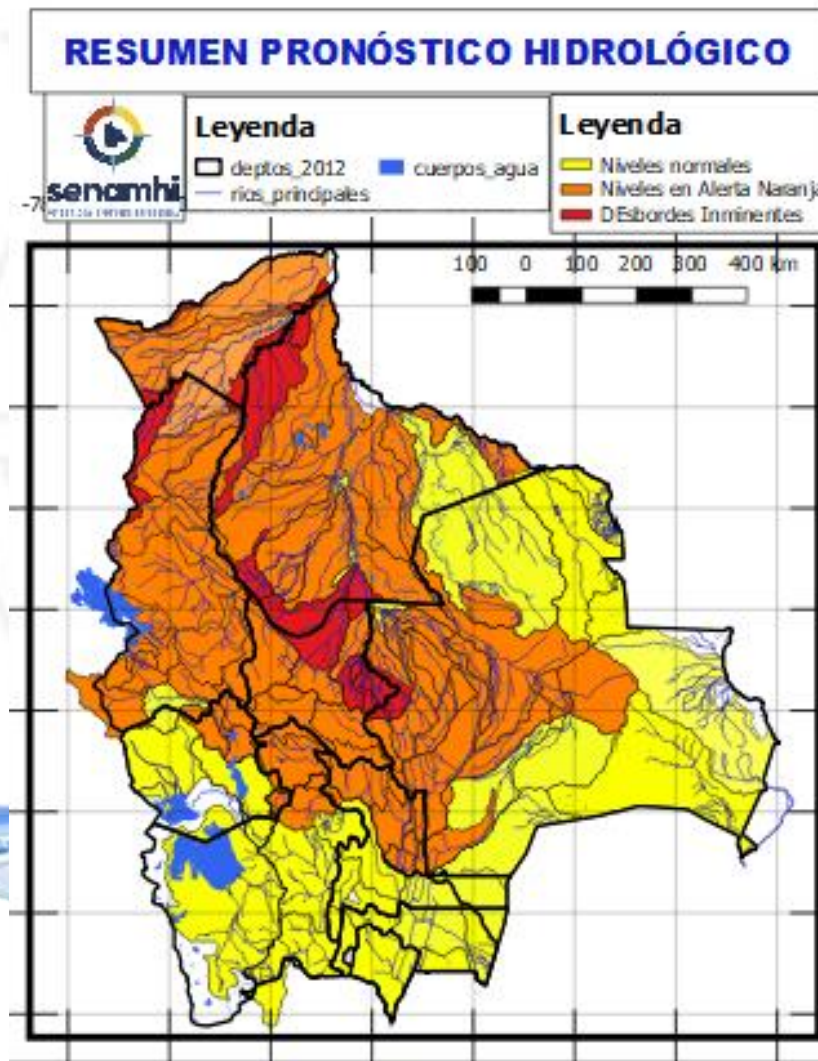 RESUMEN PRONÓSTICO HIDROLÓGICO
senamhi
Leyenda
deptos_2012
cuerpos_agua
rios_principales
Leyenda
Niveles normales
Niveles en Alerta Naranja
DEsbordes Inminentes
100 0 100 200 300 400 km